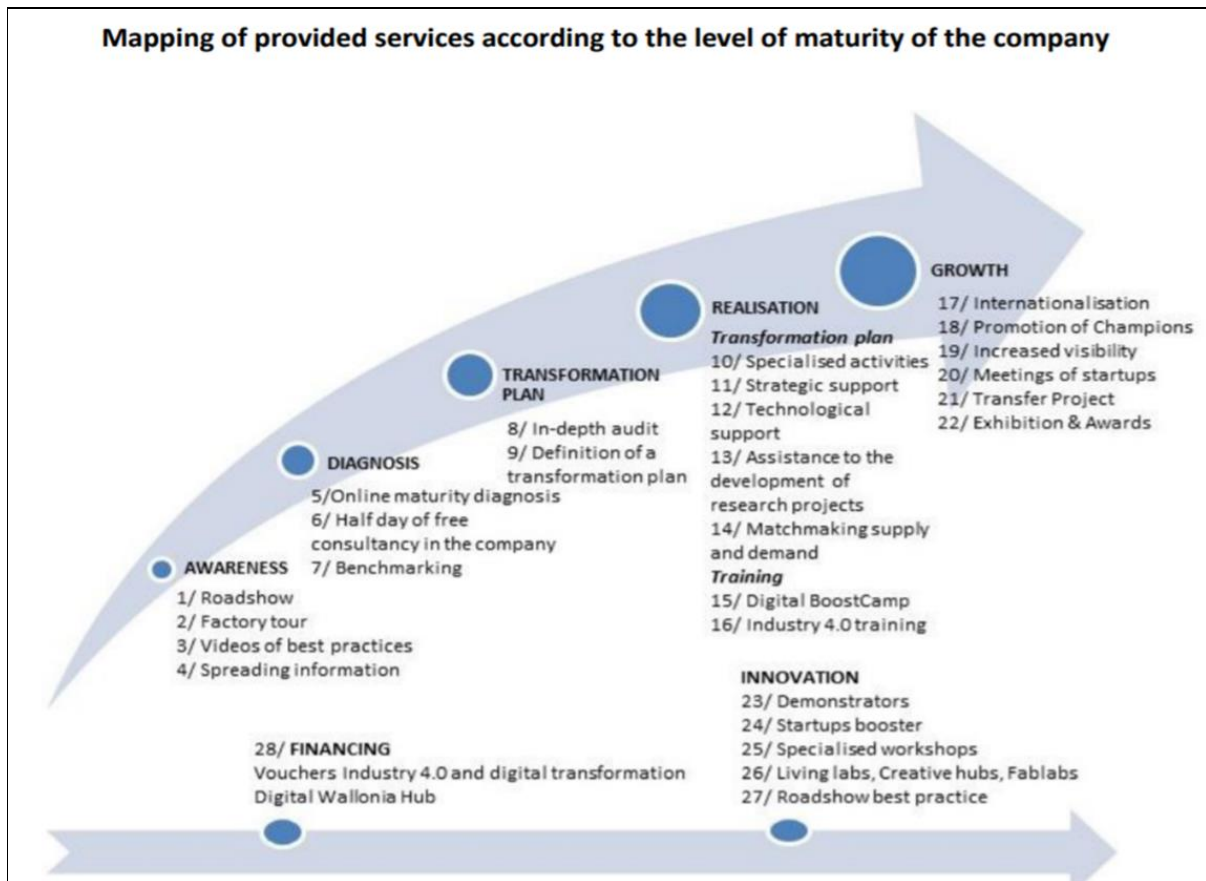 Mapping of provided services according to the level of maturity of the company
GROWTH
17/ Internationalisation
18/ Promotion of Champions
19/ Increased visibility
20/ Meetings of startups
21/ Transfer Project
22/ Exhibition & Awards
REALISATION
Transformation plan
10/ Specialised activities
11/ Strategic support
12/ Technological
support
13/ Assistance to the
development of
research projects
14/ Matchmaking supply
and demand
Training
15/ Digital BoostCamp
16/ Industry 4.0 training
TRANSFORMATION
PLAN
8/ In-depth audit
9/ Definition of a
transformation plan
DIAGNOSIS
5/Online maturity diagnosis
6/ Half day of free
consultancy in the company
7/ Benchmarking
AWARENESS
1/ Roadshow
2/ Factory tour
3/ Videos of best practices
4/ Spreading information
28/ FINANCING
Vouchers Industry 4.0 and digital transformation
Digital Wallonia Hub
INNOVATION
23/ Demonstrators
24/ Startups booster
25/ Specialised workshops
26/ Living labs, Creative hubs, Fablabs
27/ Roadshow best practice